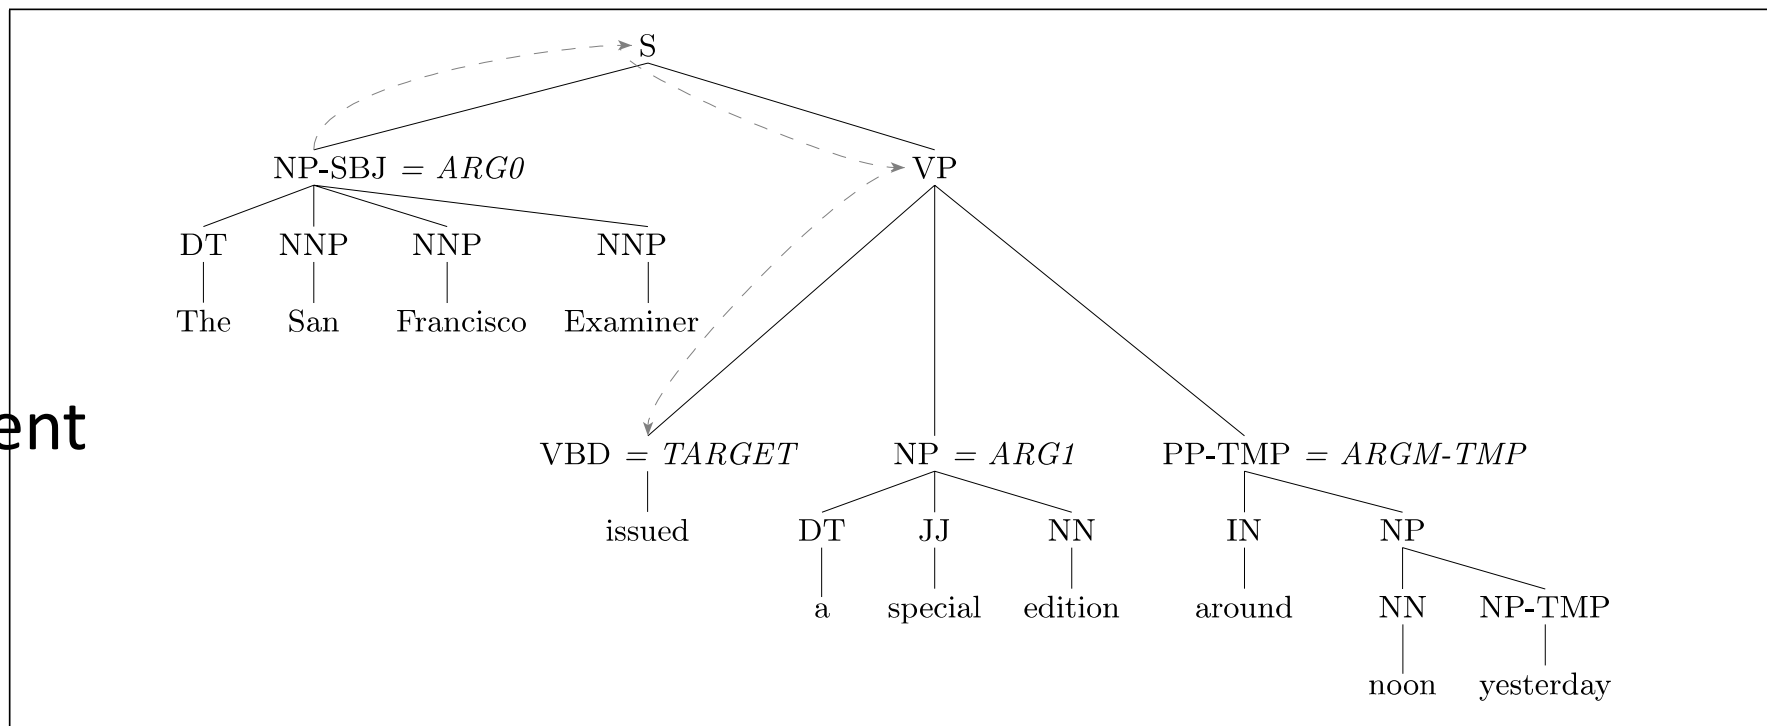 S
NP-SBJ = ARG0 VP
DT NNP NNP NNP
The San Francisco Examiner
ent
VBD = TARGET NP = ARG1 PP-TMP = ARGM-TMP
issued DT JJ NN IN NP
a special edition around NN NP-TMP
noon yesterday